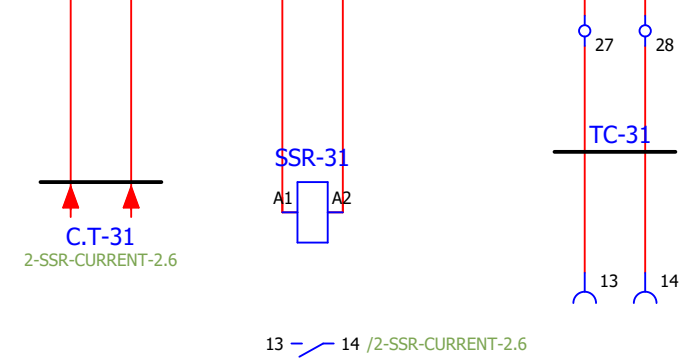 27
28
TC-31
SSR-31
A1
A2
C.T-31
2-SSR-CURRENT-2.6
13
14
13
14 /2-SSR-CURRENT-2.6